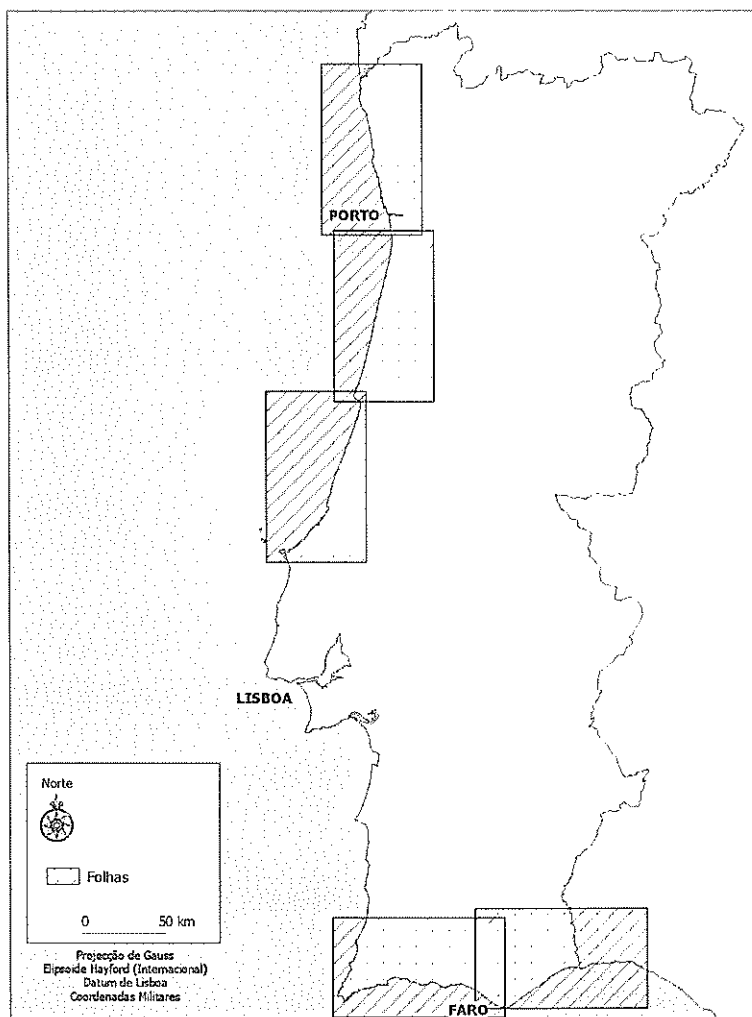 PORTO
LISBOA
Norte
Folhas
0 50 km
Projecção de Gauss
Elipsoide Hayford (Internacional)
Datum de Lisboa
Coordenadas Militares
FARO